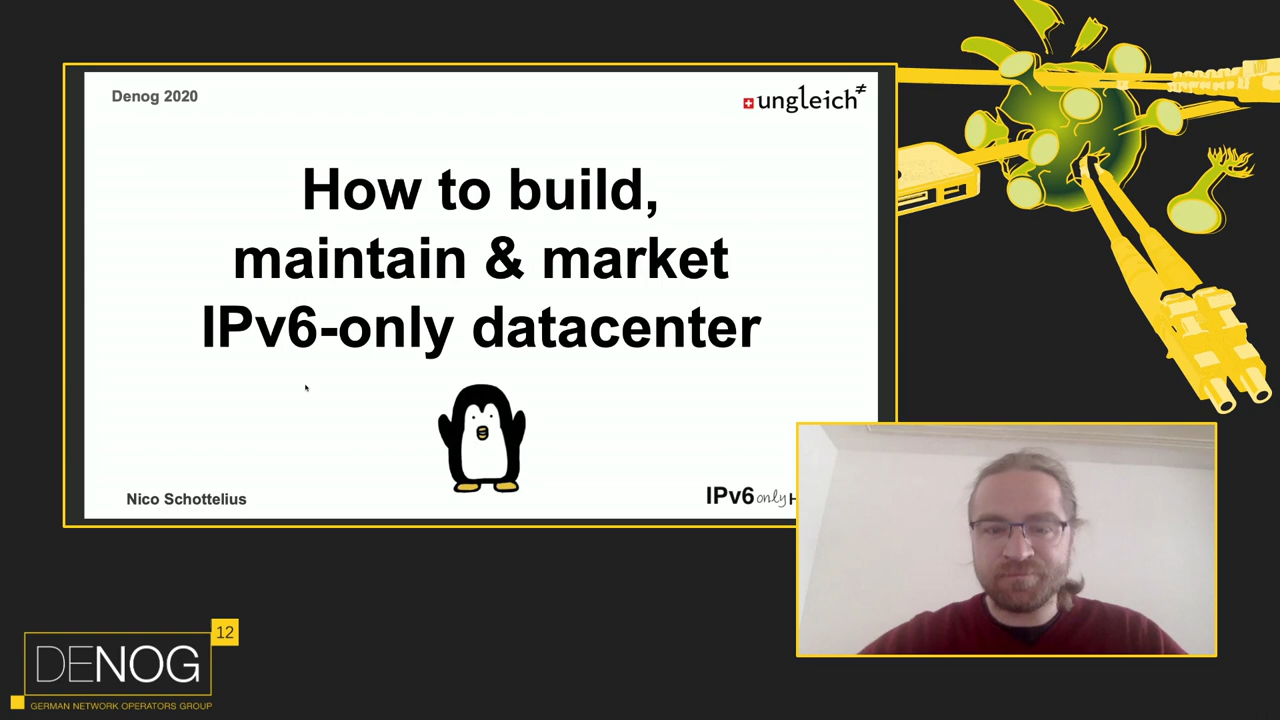 Denog 2020
ungleich≠
How to build,
maintain & market
IPv6-only datacenter
Nico Schottelius
IPv6 only H
12
DENOG
GERMAN NETWORK OPERATORS GROUP